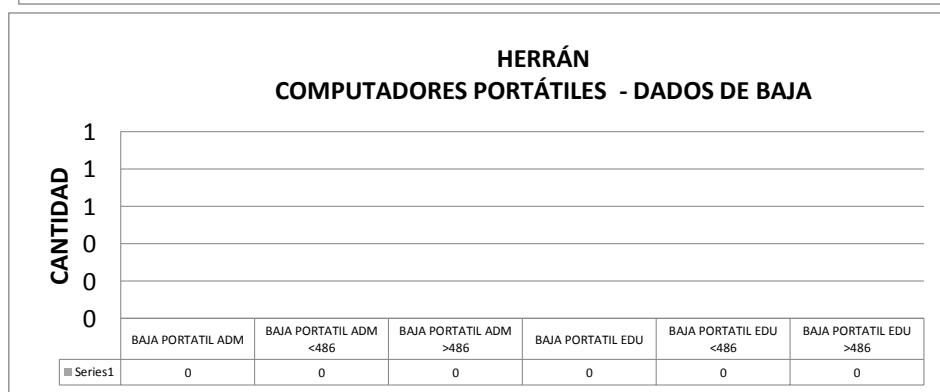 HERRÁN
COMPUTADORES PORTÁTILES - DADOS DE BAJA
CANTIDAD
1
1
1
0
0
0
BAJA PORTATIL ADM
BAJA PORTATIL ADM
<486
BAJA PORTATIL ADM
>486
BAJA PORTATIL EDU
BAJA PORTATIL EDU
<486
BAJA PORTATIL EDU
>486
Series1 0 0 0 0 0 0